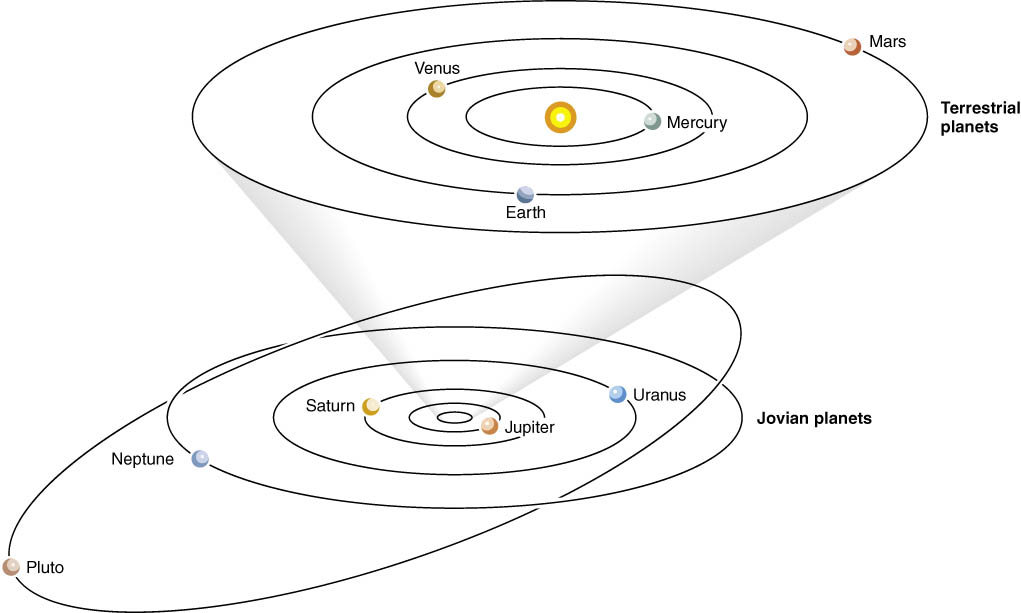 Mars
Venus
Terrestrial
planets
Mercury
Earth
Uranus
Saturn
Jovian planets
Jupiter
Neptune
Pluto